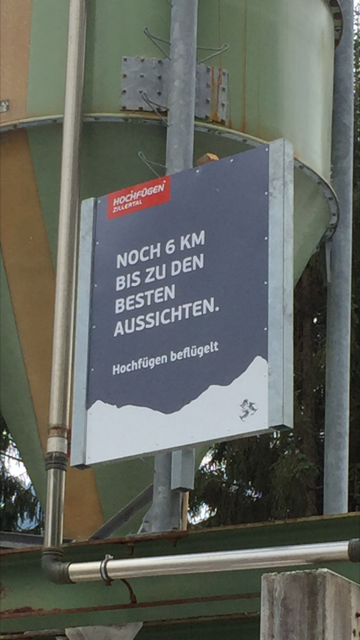 HOCHFÜGEN
ZILLERTAL
NOCH 6 KM
BIS ZU DEN
BESTEN
AUSSICHTEN.
Hochfügen beflügelt